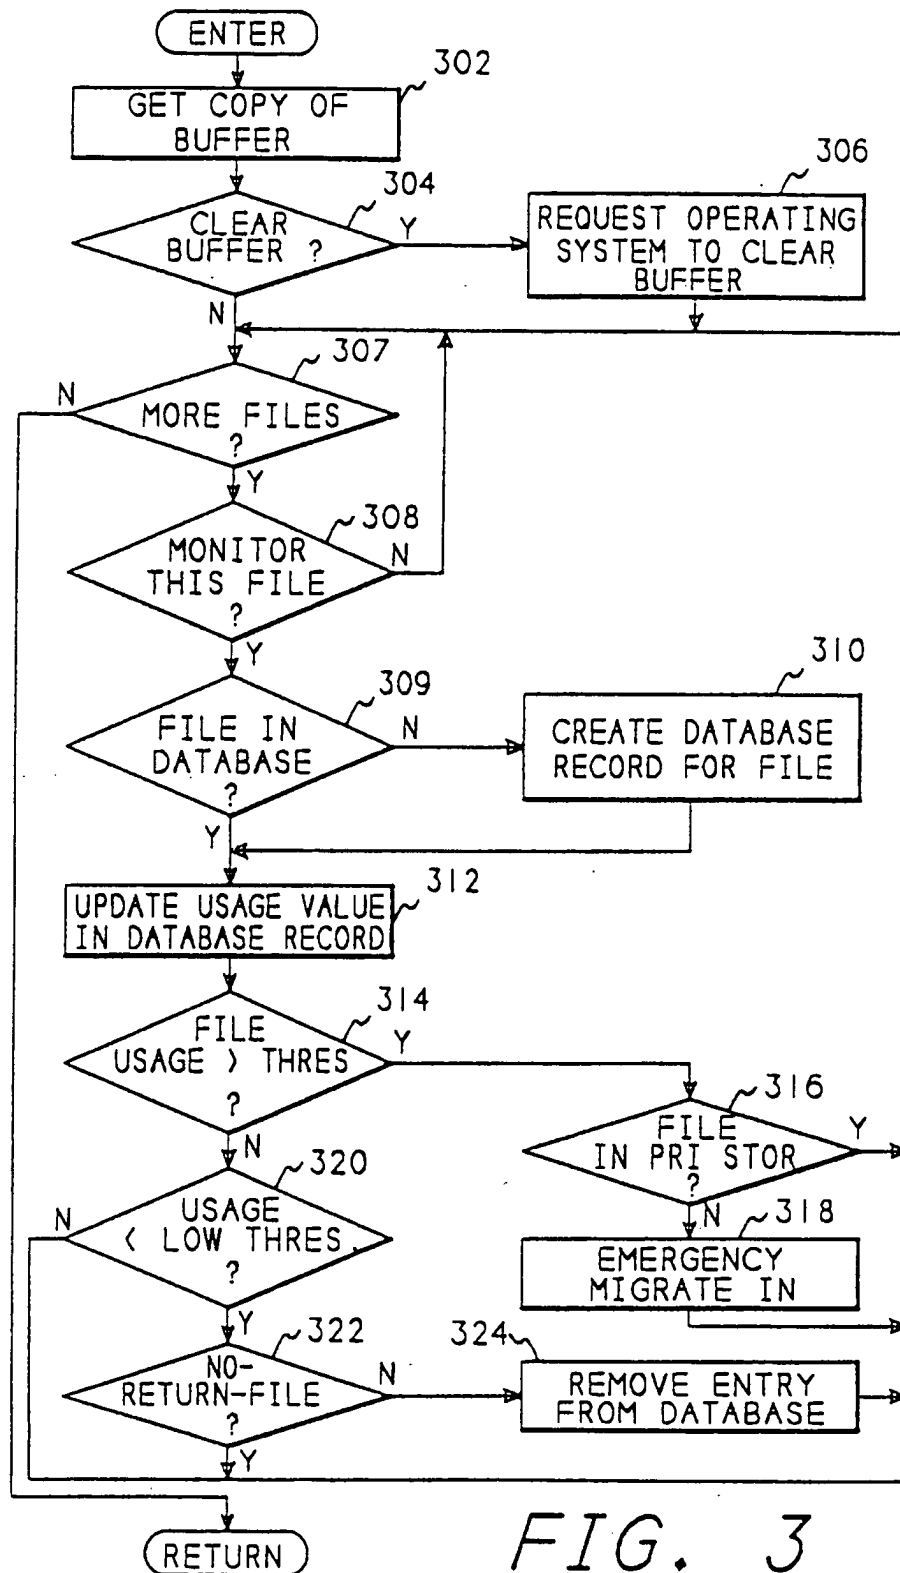 ENTER
302
GET COPY OF
BUFFER
304
306
CLEAR
BUFFER ?
Y
REQUEST OPERATING
SYSTEM TO CLEAR
BUFFER
N
307
N
MORE FILES
?
Y
308
MONITOR
THIS FILE
?
N
Y
309
310
FILE IN
DATABASE
?
N
CREATE DATABASE
RECORD FOR FILE
Y
312
UPDATE USAGE VALUE
IN DATABASE RECORD
314
FILE
USAGE > THRES
?
Y
316
FILE
IN PRI STOR
?
Y
N
N
318
320
USAGE
< LOW THRES
?
N
EMERGENCY
MIGRATE IN
Y
322
324
NO-
RETURN-FILE
?
N
REMOVE ENTRY
FROM DATABASE
Y
RETURN
FIG. 3